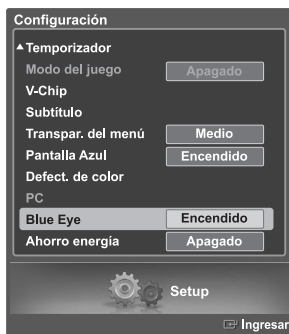 Configuración
Temporizador
Modo del juego Apagado
V-Chip
Subtítulo
Transpar. del menú Medio
Pantalla Azul Encendido
Defect. de color
PC
Blue Eye Encendido
Ahorro energía Apagado
Setup
Ingresar